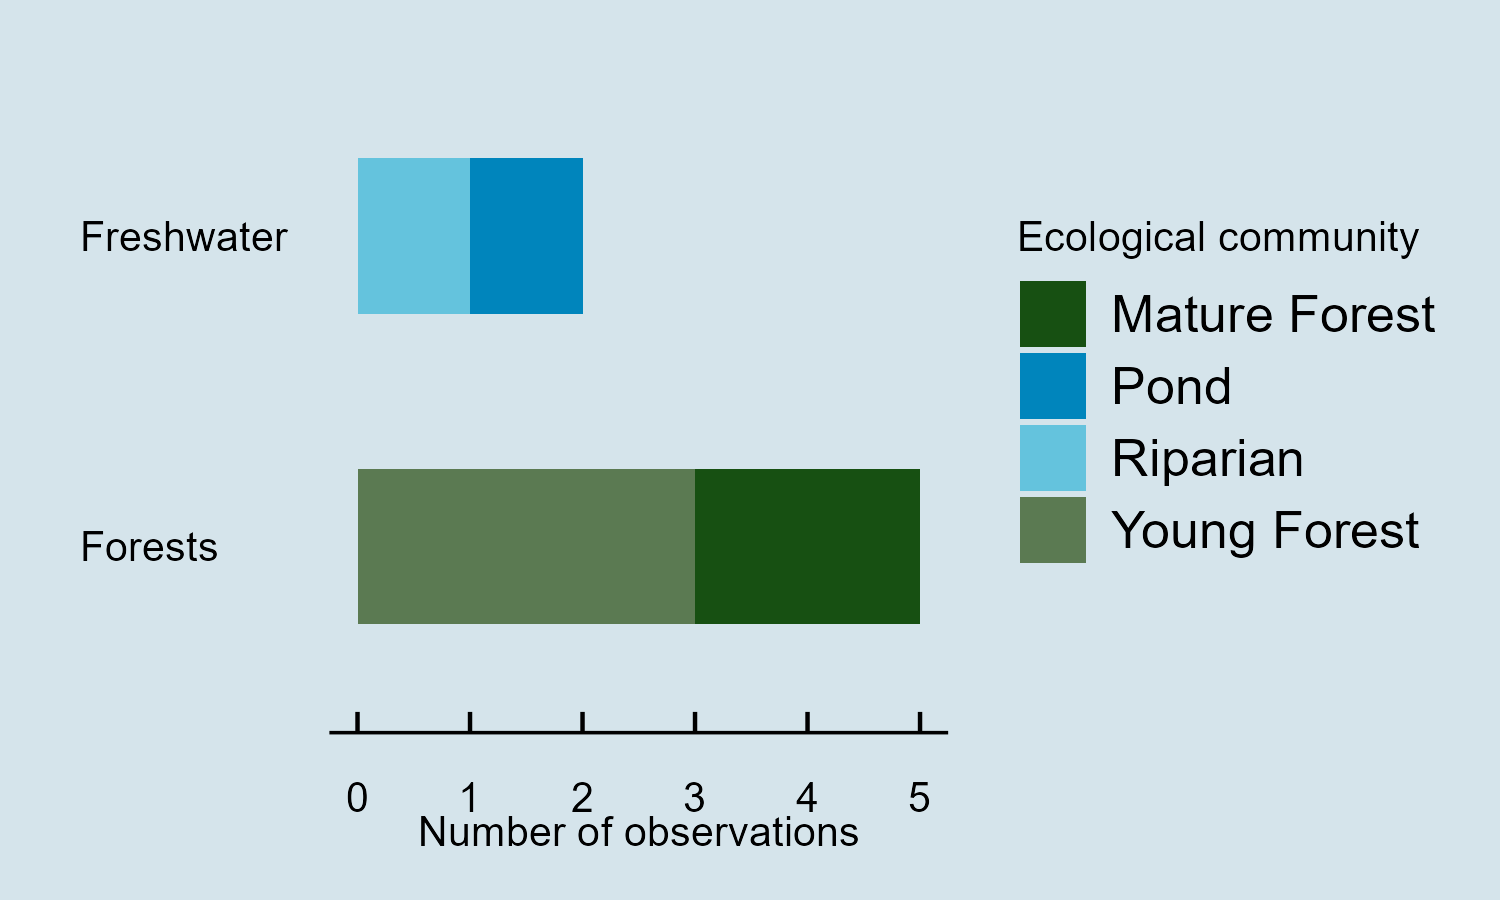 Freshwater
Forests
0 1 2 3 4 5
Number of observations
Ecological community
Mature Forest
Pond
Riparian
Young Forest